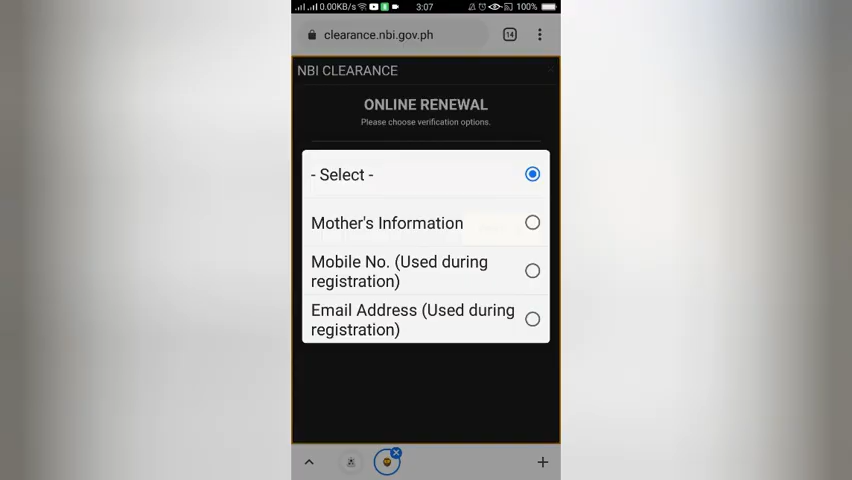 0.00KB/s 3:07 100%
clearance.nbi.gov.ph 14
NBI CLEARANCE
ONLINE RENEWAL
Please choose verification options.
- Select -
Mother's Information
Mobile No. (Used during
registration)
Email Address (Used during
registration)